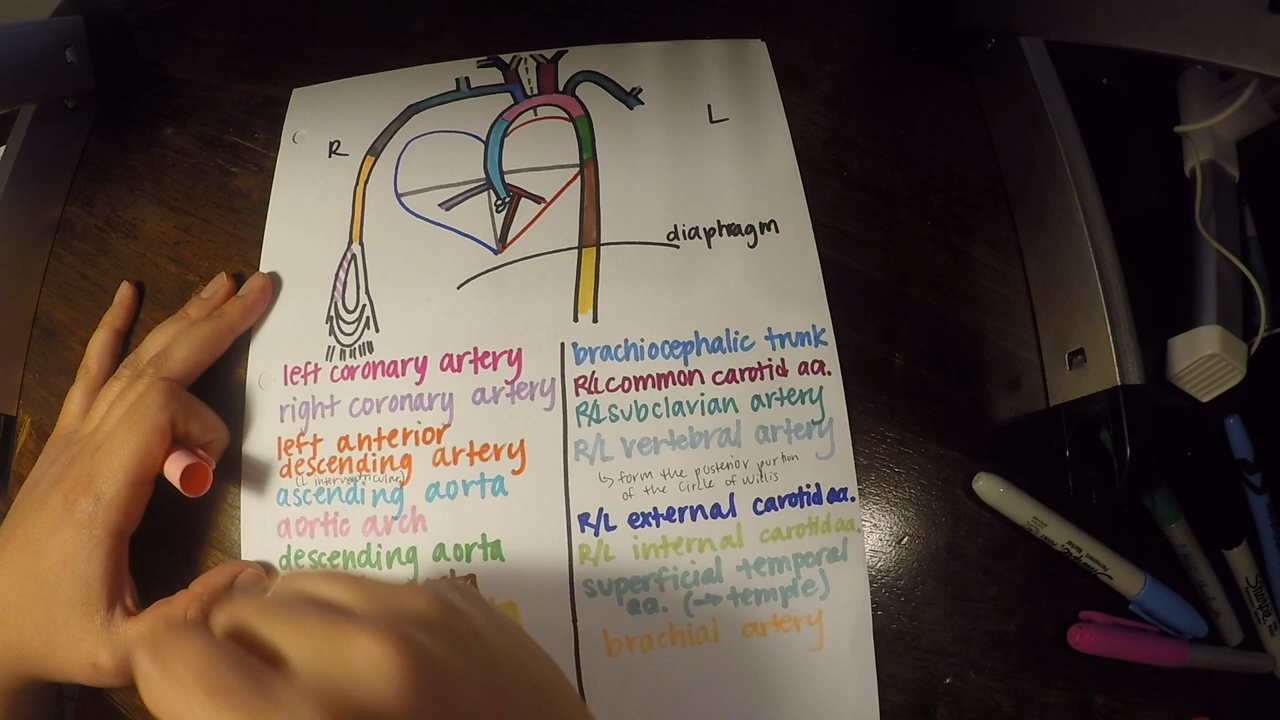 R
L
diaphragm
left coronary artery
right coronary artery
left anterior
descending artery
(L interventricular)
ascending aorta
aortic arch
descending aorta
brachiocephalic trunk
R/L common carotid aa.
R/L subclavian artery
R/L vertebral artery
↳ form the posterior portion
of the Circle of Willis
R/L external carotid aa.
R/L internal carotid aa.
superficial temporal
aa. (→ temple)
brachial artery
Sharpie